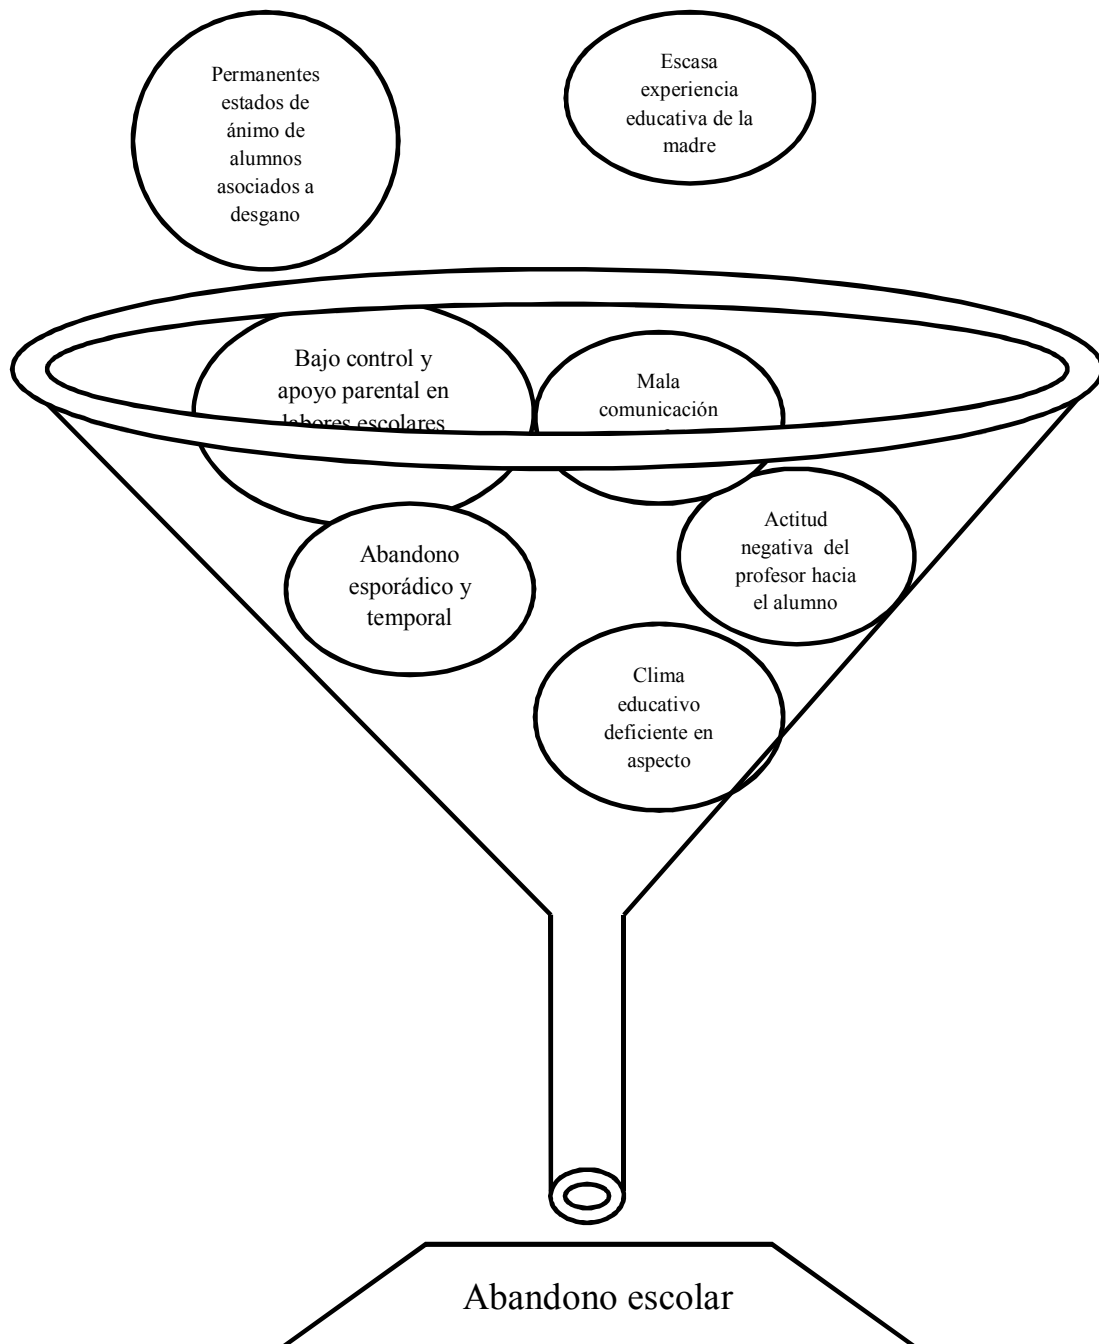 Permanentes
estados de
ánimo de
alumnos
asociados a
desgano
Escasa
experiencia
educativa de la
madre
Bajo control y
apoyo parental en
labores escolares
Mala
comunicación
Abandono
esporádico y
temporal
Actitud
negativa del
profesor hacia
el alumno
Clima
educativo
deficiente en
aspecto
Abandono escolar